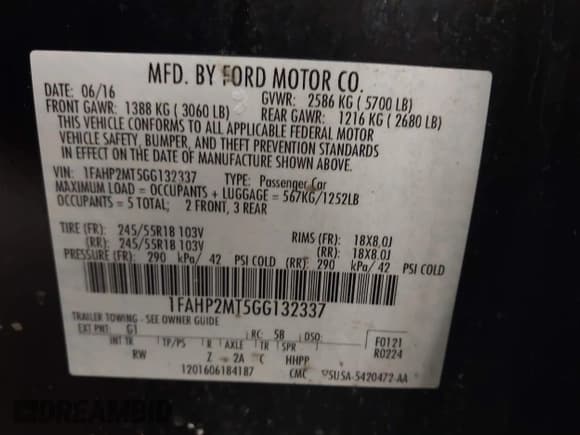 MFD. BY FORD MOTOR CO.
DATE: 06/16 GVWR: 2586 KG ( 5700 LB)
FRONT GAWR: 1388 KG ( 3060 LB) REAR GAWR: 1216 KG ( 2680 LB)
THIS VEHICLE CONFORMS TO ALL APPLICABLE FEDERAL MOTOR
VEHICLE SAFETY, BUMPER, AND THEFT PREVENTION STANDARDS
IN EFFECT ON THE DATE OF MANUFACTURE SHOWN ABOVE.
VIN: 1FAHP2MT5GG132337 TYPE: Passenger Car
MAXIMUM LOAD = OCCUPANTS + LUGGAGE = 567KG/1252LB
OCCUPANTS = 5 TOTAL; 2 FRONT, 3 REAR
TIRE (FR): 245/55R18 103V RIMS (FR): 18X8.0J
(RR): 245/55R18 103V (RR): 18X8.0J
PRESSURE (FR): 290 kPa/ 42 PSI COLD (RR): 290 kPa/ 42 PSI COLD
1FAHP2MT5GG132337
TRAILER TOWING - SEE OWNER GUIDE
EXT PNT: G1 RC: 5B DSO: F0121
INT TR TP/PS R AXLE TR SPR R0224
RW Z 2A C HHPP
1201606184187 CMC 5USA-5420472-AA
DREAMBID